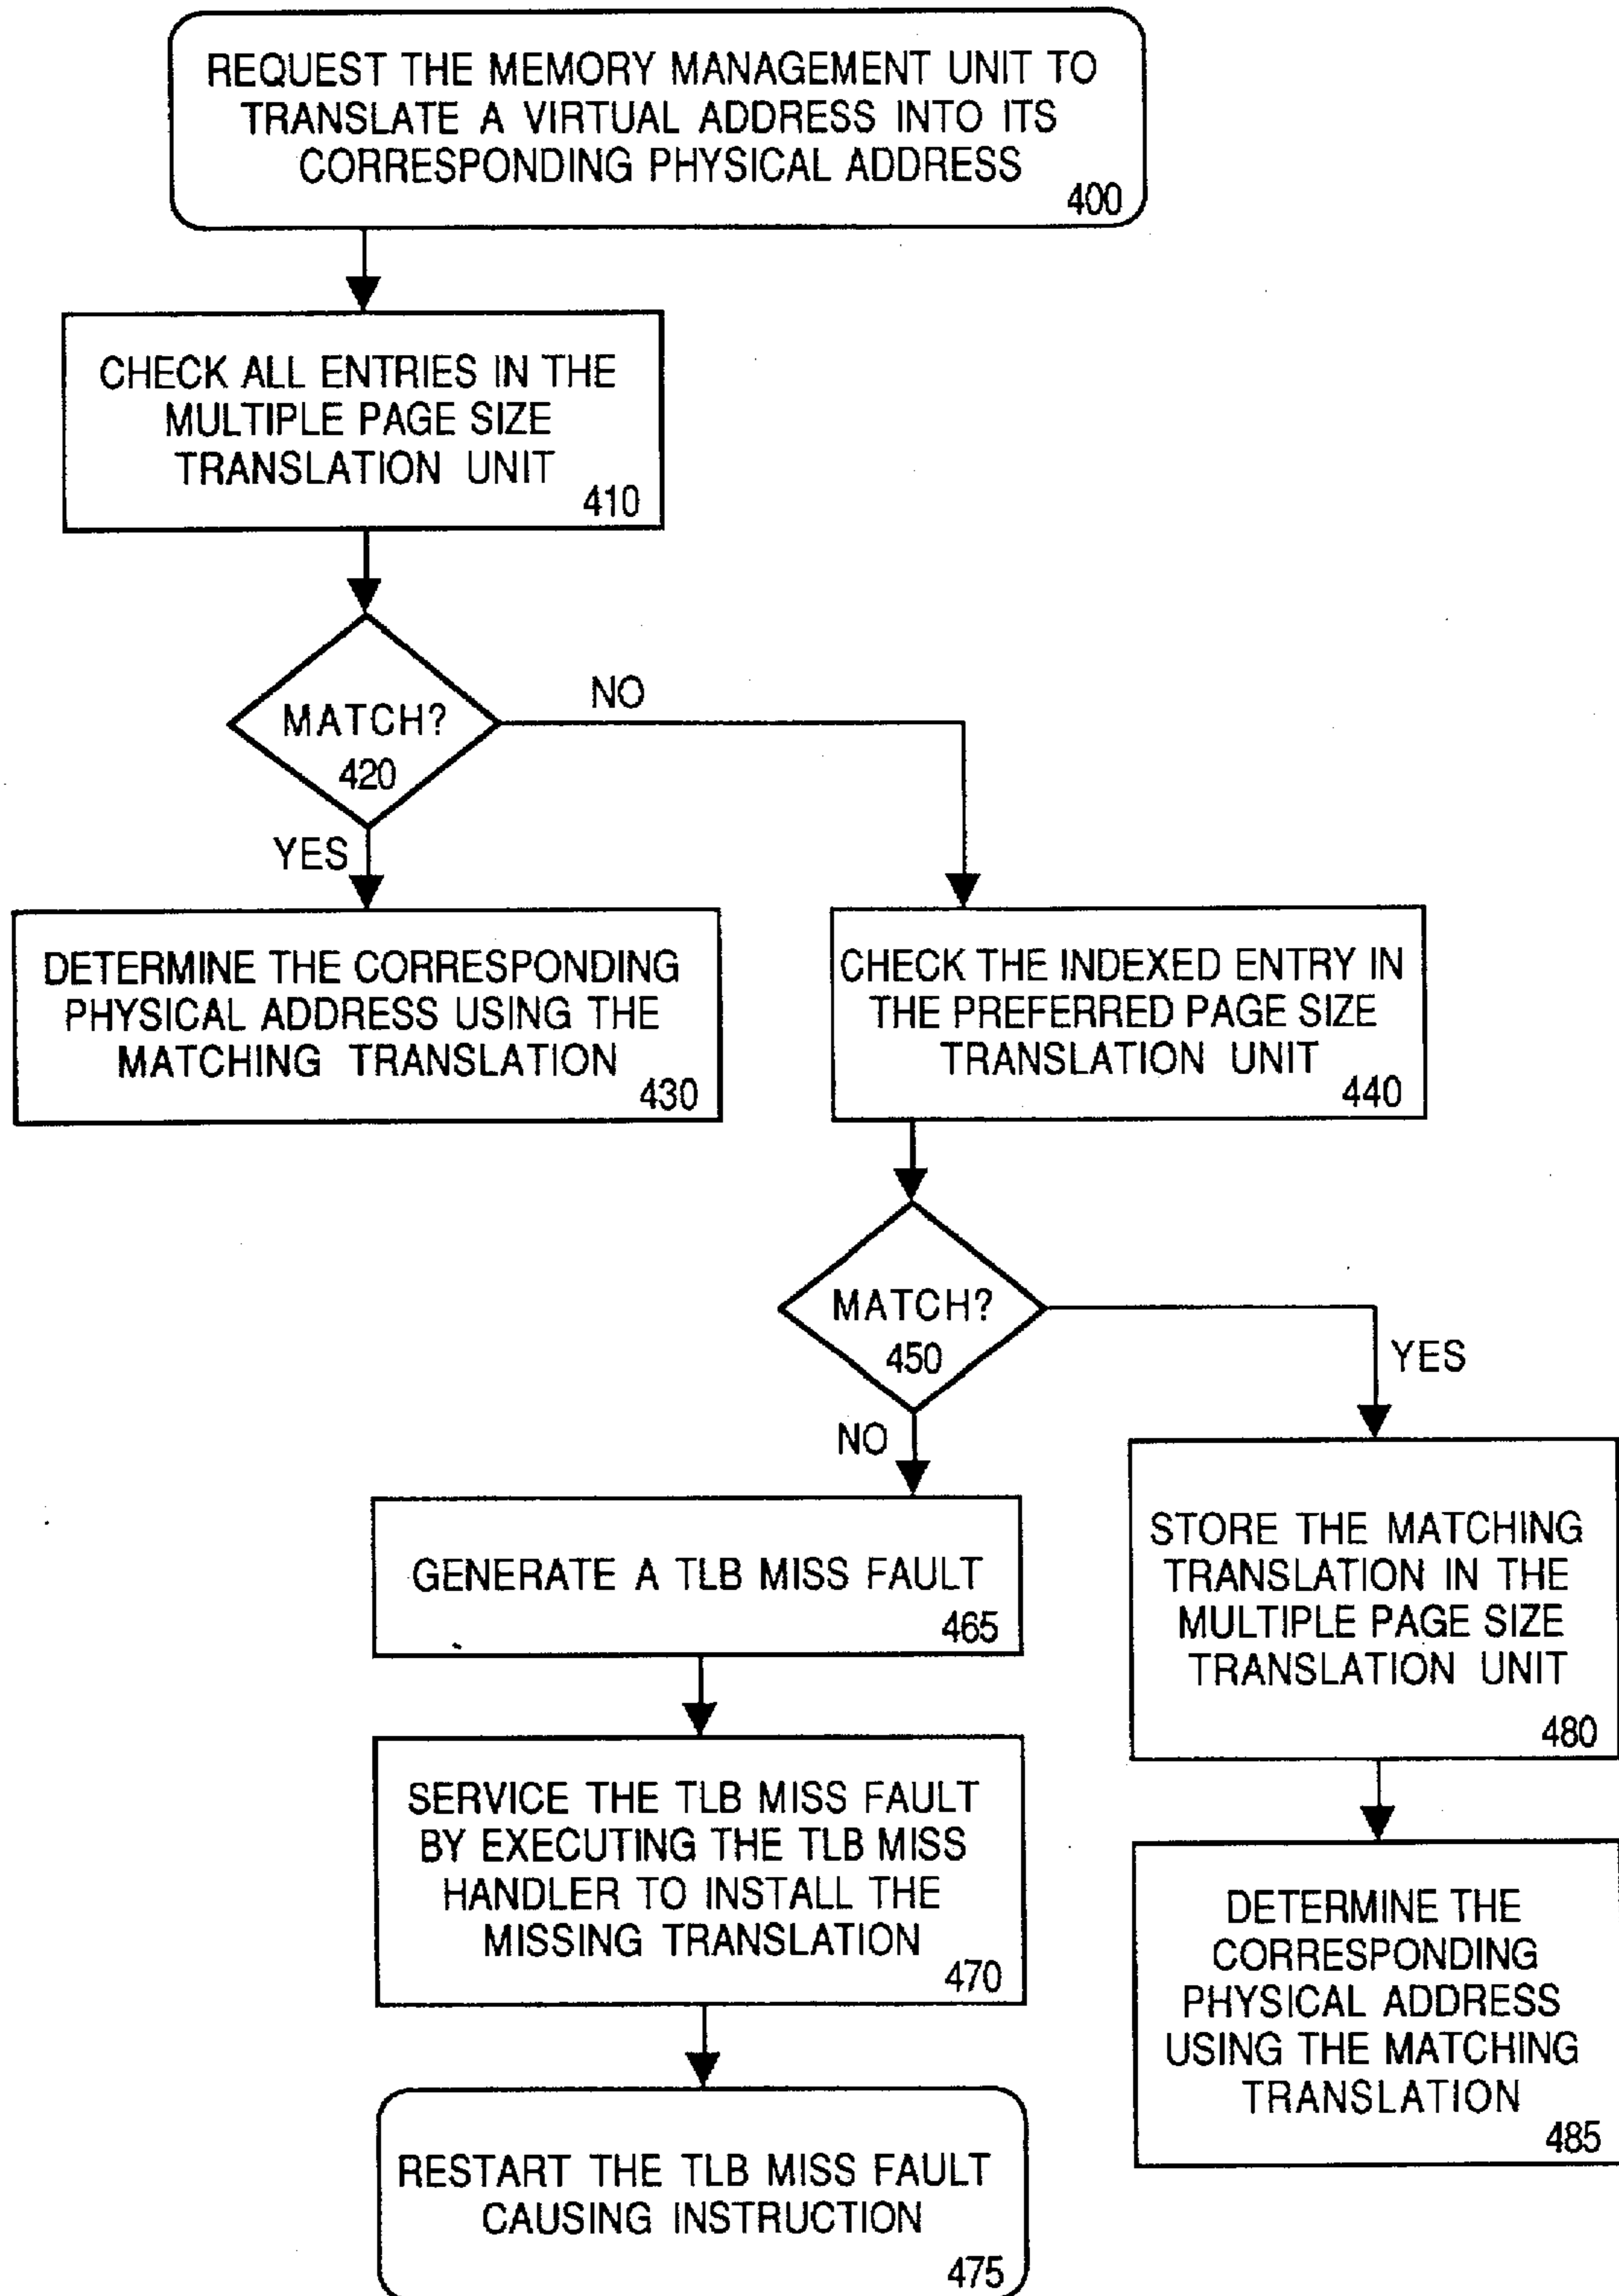 REQUEST THE MEMORY MANAGEMENT UNIT TO
TRANSLATE A VIRTUAL ADDRESS INTO ITS
CORRESPONDING PHYSICAL ADDRESS
400
CHECK ALL ENTRIES IN THE
MULTIPLE PAGE SIZE
TRANSLATION UNIT
410
MATCH?
420
NO
YES
DETERMINE THE CORRESPONDING
PHYSICAL ADDRESS USING THE
MATCHING TRANSLATION
430
CHECK THE INDEXED ENTRY IN
THE PREFERRED PAGE SIZE
TRANSLATION UNIT
440
MATCH?
450
YES
NO
GENERATE A TLB MISS FAULT
465
SERVICE THE TLB MISS FAULT
BY EXECUTING THE TLB MISS
HANDLER TO INSTALL THE
MISSING TRANSLATION
470
RESTART THE TLB MISS FAULT
CAUSING INSTRUCTION
475
STORE THE MATCHING
TRANSLATION IN THE
MULTIPLE PAGE SIZE
TRANSLATION UNIT
480
DETERMINE THE
CORRESPONDING
PHYSICAL ADDRESS
USING THE MATCHING
TRANSLATION
485